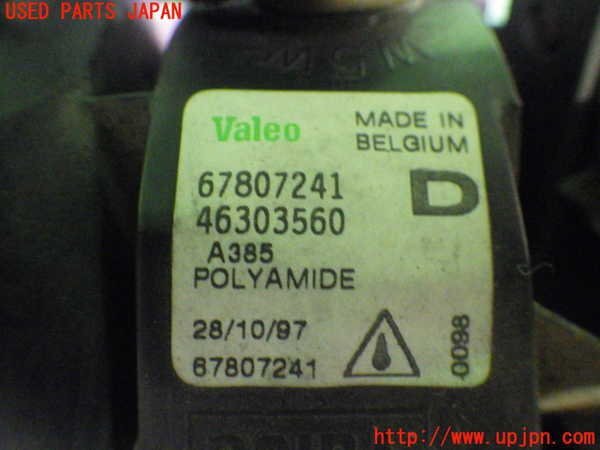 USED PARTS JAPAN
Valeo
MADE IN
BELGIUM
67807241
46303560
D
A385
POLYAMIDE
28/10/97
67807241
0098
http://www.upjpn.com/